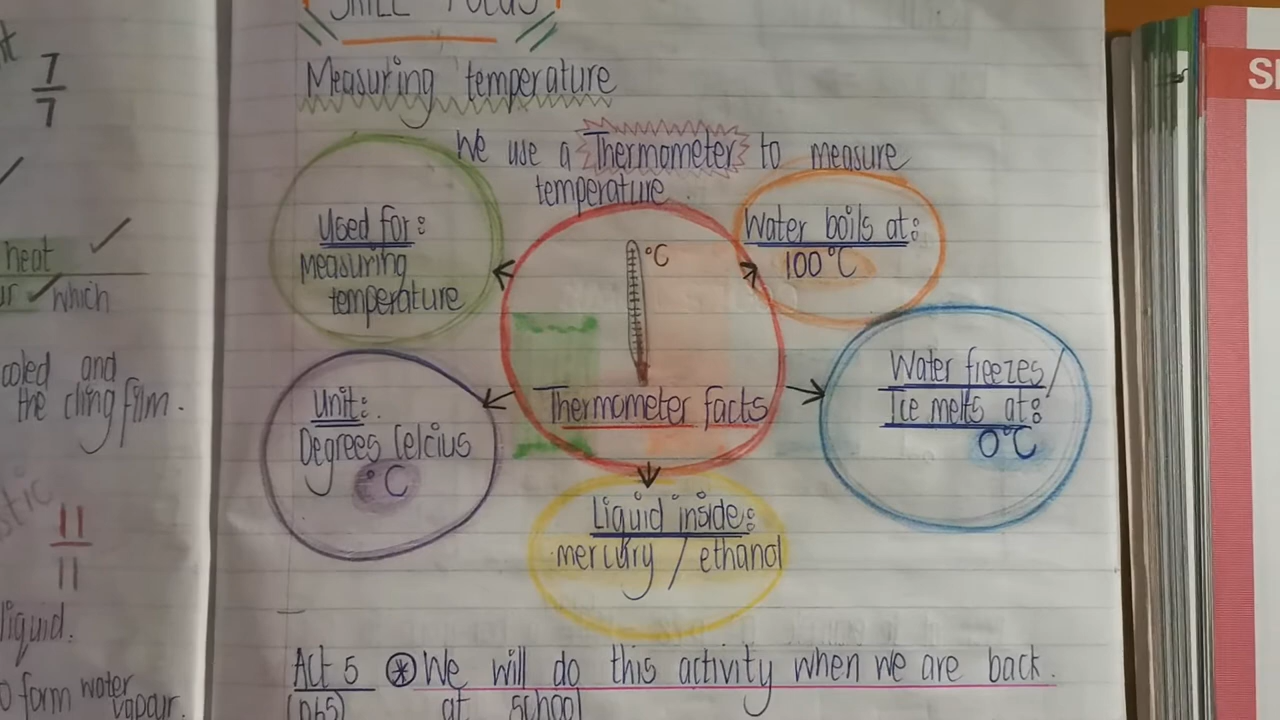 7
7
heat
which
and
the cling film.
11
11
liquid.
form water
vapour.
SKILL FOCUS
Measuring temperature
We use a Thermometer to measure
temperature.
Used for:
Measuring
temperature
°C
Thermometer facts
Water boils at:
100°C
Unit:
Degrees Celcius
°C
Water freezes/
Ice melts at:
0°C
Liquid inside:
mercury / ethanol
Act 5 * We will do this activity when we are back.
(pb5) at school